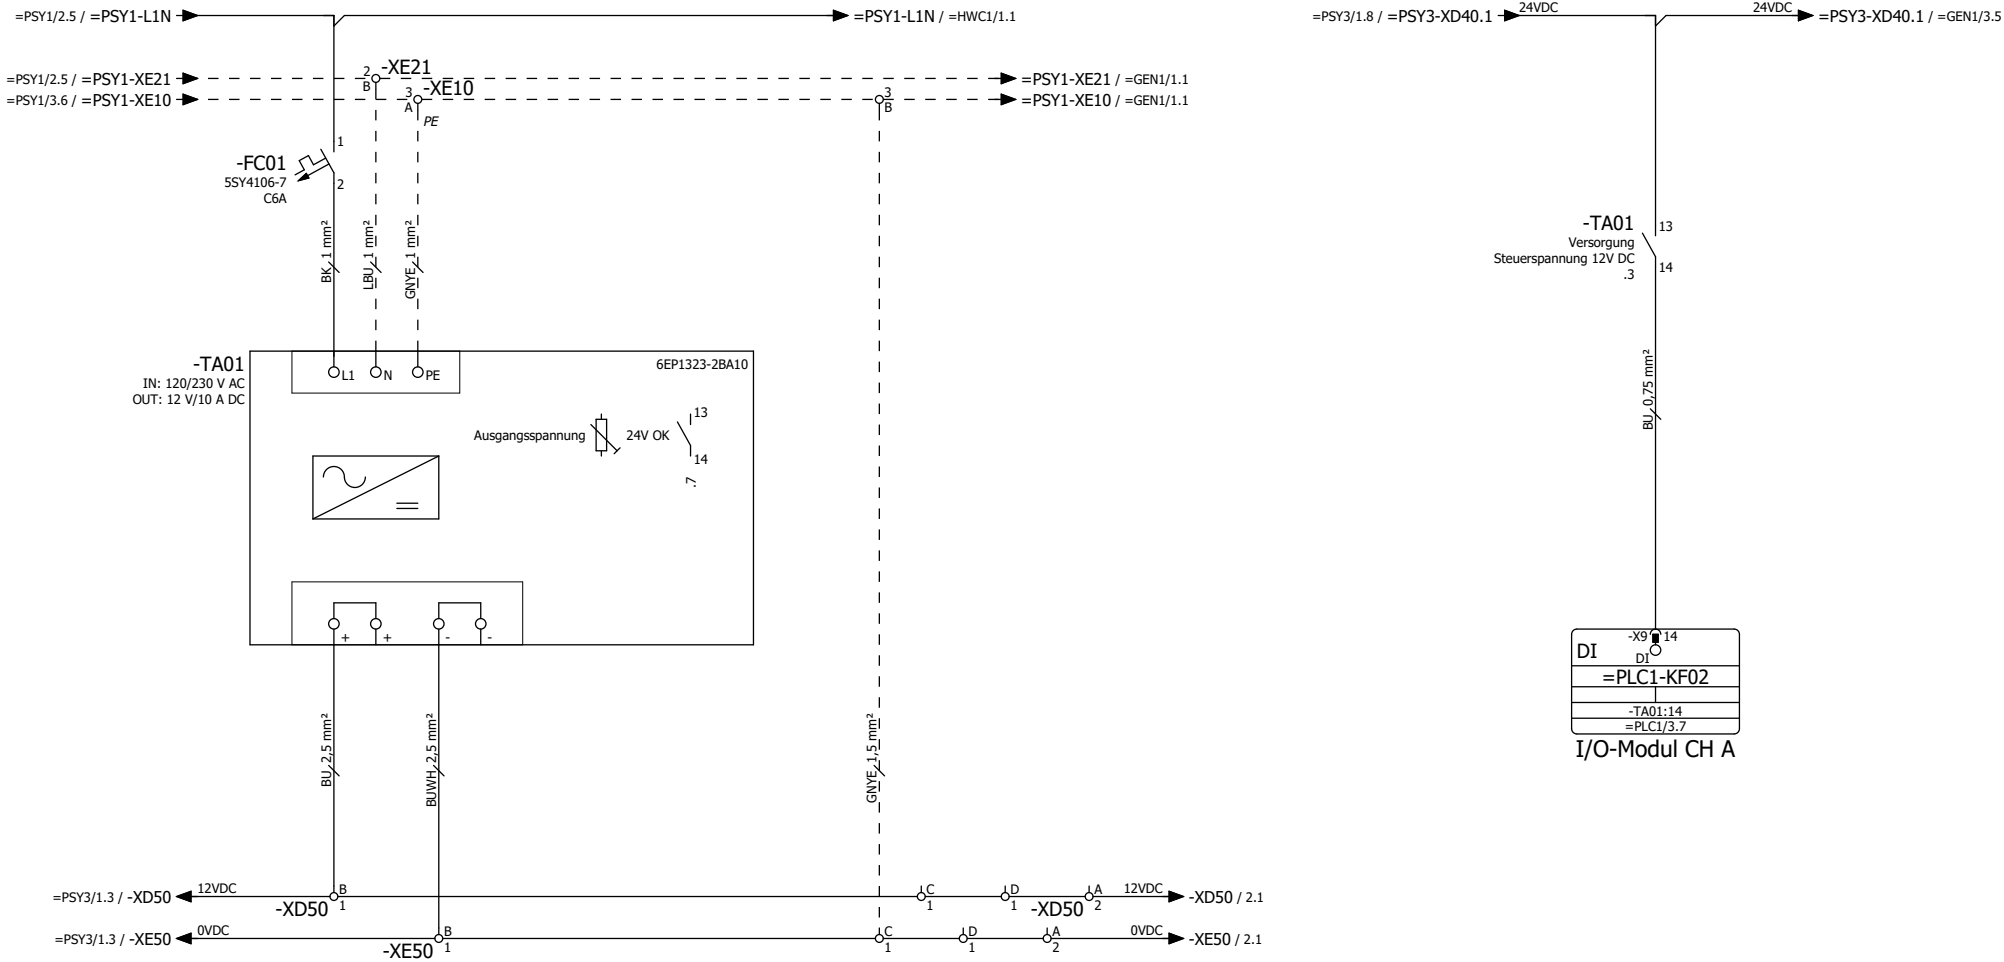 =PSY1/2.5 / =PSY1-L1N
=PSY1-L1N / =HWC1/1.1
=PSY3/1.8 / =PSY3-XD40.1
24VDC
24VDC
=PSY3-XD40.1 / =GEN1/3.5
=PSY1/2.5 / =PSY1-XE21
2
B
-XE21
=PSY1-XE21 / =GEN1/1.1
=PSY1/3.6 / =PSY1-XE10
3
A
-XE10
PE
3
B
=PSY1-XE10 / =GEN1/1.1
-FC01
5SY4106-7
C6A
1
2
BK 1 mm²
LBU 1 mm²
GNYE 1 mm²
-TA01
Versorgung
Steuerspannung 12V DC
.3
13
14
BU 0,75 mm²
-TA01
IN: 120/230 V AC
OUT: 12 V/10 A DC
L1
N
PE
6EP1323-2BA10
Ausgangsspannung
24V OK
13
14
.7
+
+
-
-
BU 2,5 mm²
BUWH 2,5 mm²
GNYE 1,5 mm²
-X9
14
DI
DI
=PLC1-KF02
-TA01:14
=PLC1/3.7
I/O-Modul CH A
=PSY3/1.3 / -XD50
12VDC
-XD50
B
1
C
1
D
1
-XD50
A
2
12VDC
-XD50 / 2.1
=PSY3/1.3 / -XE50
0VDC
-XE50
B
1
C
1
D
1
A
2
0VDC
-XE50 / 2.1